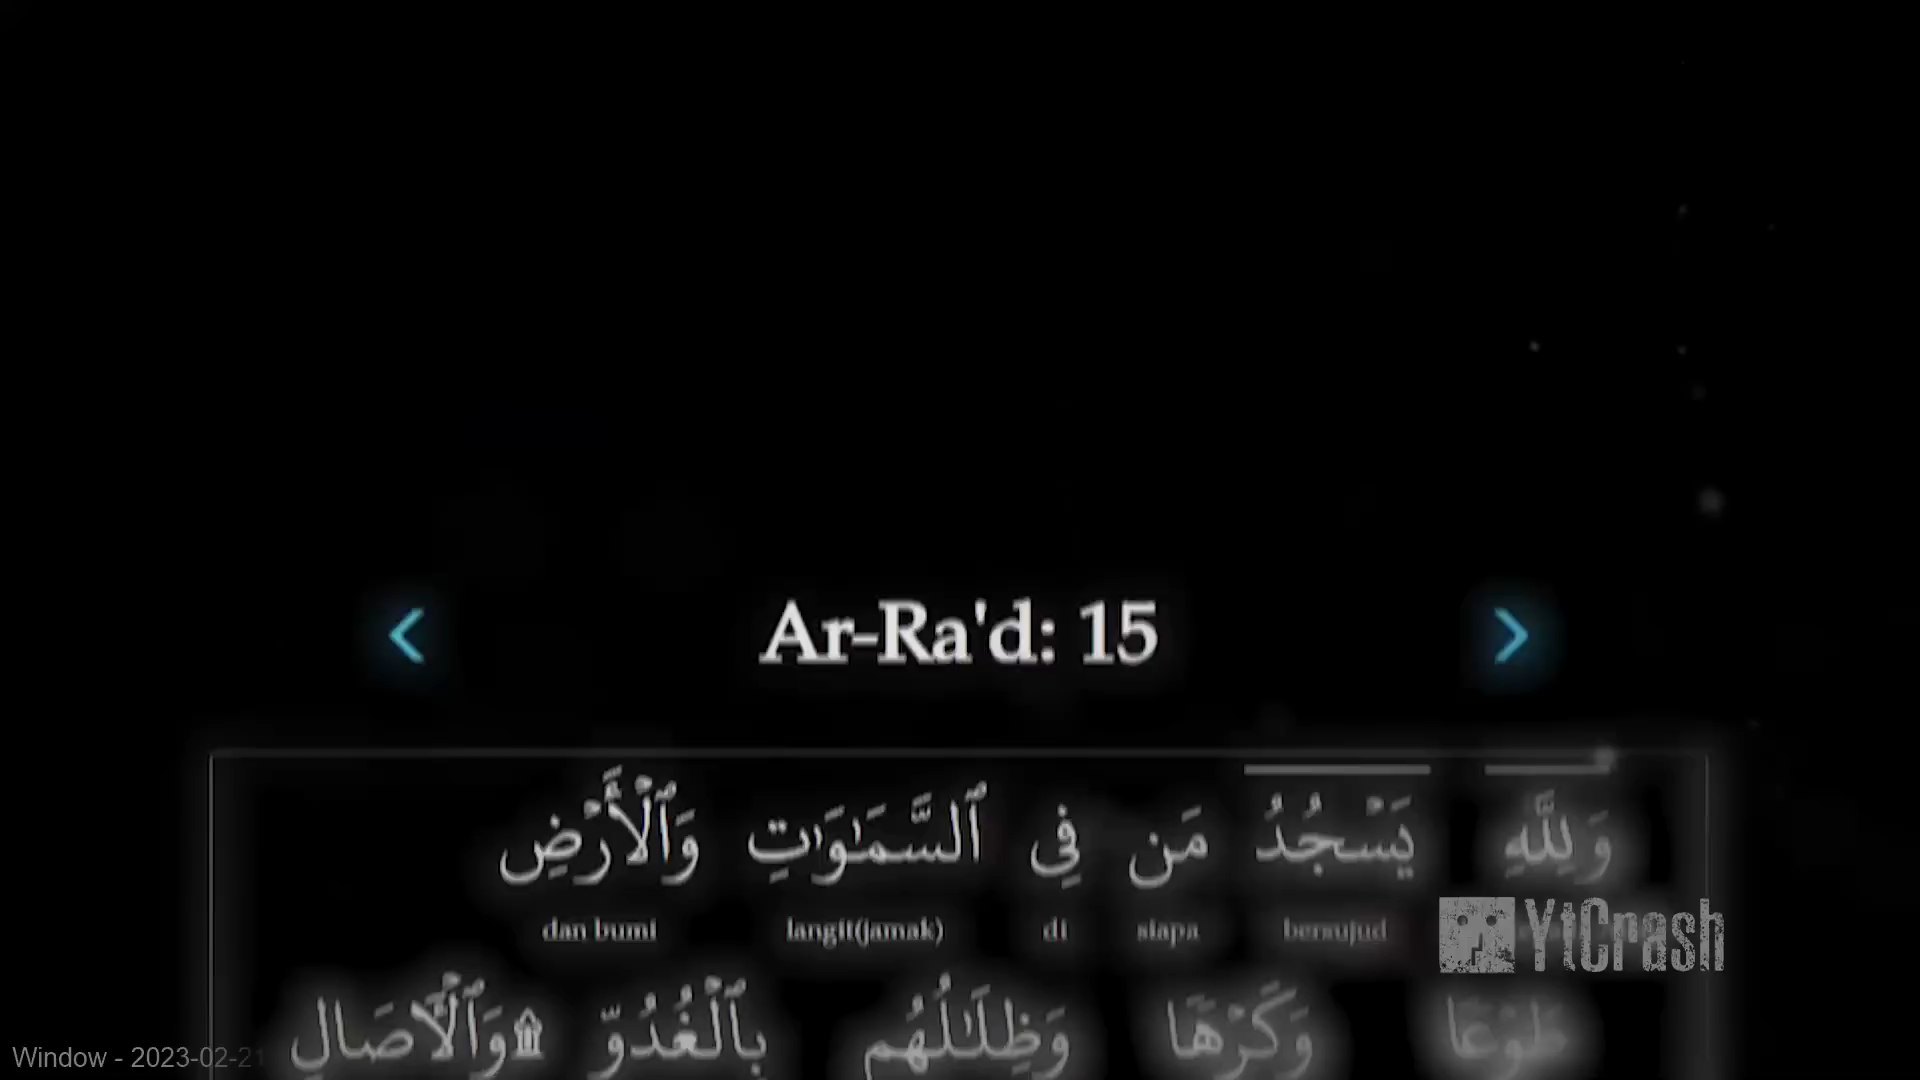 Ar-Ra'd: 15
وَلِلَّهِ يَسْجُدُ مَن فِى ٱلسَّمَٰوَٰتِ وَٱلْأَرْضِ
bersujud siapa di langit(jamak) dan bumi
YtCrash
طَوْعًا وَكَرْهًا وَظِلَٰلُهُم بِٱلْغُدُوِّ وَٱلْءَاصَالِ ۩
Window - 2023-02-21